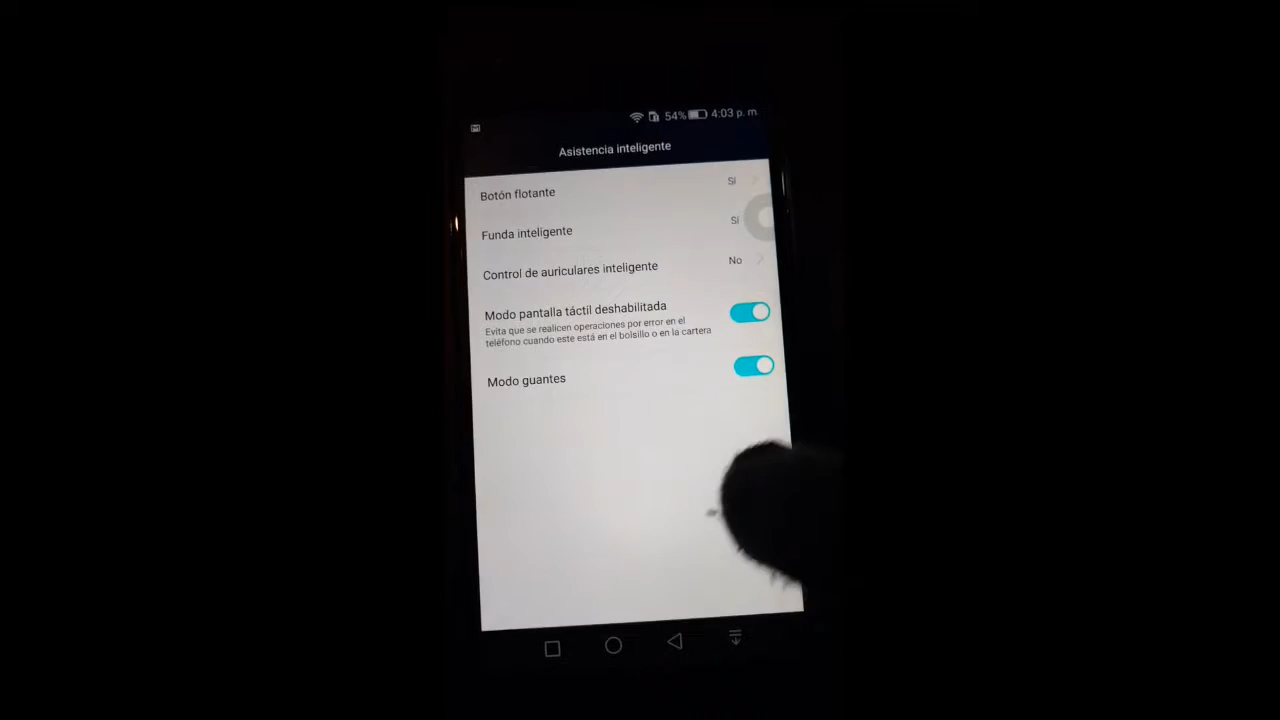 54% 4:03 p. m.
Asistencia inteligente
Botón flotante Sí
Funda inteligente Sí
Control de auriculares inteligente No
Modo pantalla táctil deshabilitada
Evita que se realicen operaciones por error en el
teléfono cuando este está en el bolsillo o en la cartera
Modo guantes